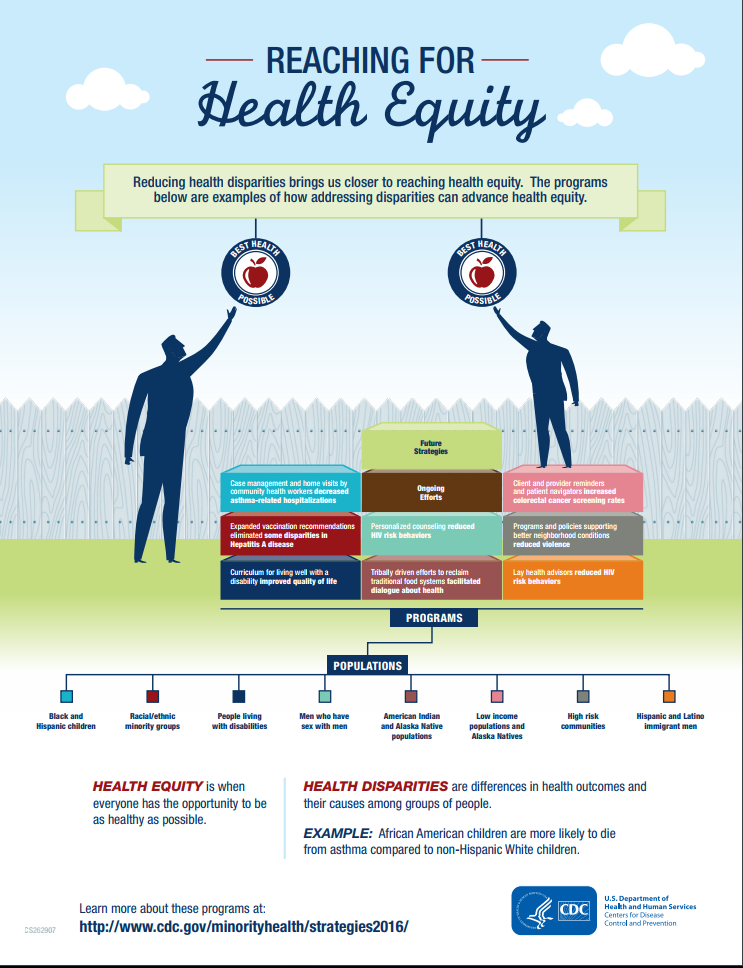 REACHING FOR
Health Equity
Reducing health disparities brings us closer to reaching health equity. The programs
below are examples of how addressing disparities can advance health equity.
BEST HEALTH
POSSIBLE
BEST HEALTH
POSSIBLE
Future
Strategies
Case management and home visits by
community health workers decreased
asthma-related hospitalizations
Ongoing
Efforts
Client and provider reminders
and patient navigators increased
colorectal cancer screening rates
Expanded vaccination recommendations
eliminated some disparities in
Hepatitis A disease
Personalized counseling reduced
HIV risk behaviors
Programs and policies supporting
better neighborhood conditions
reduced violence
Curriculum for living well with a
disability improved quality of life
Tribally driven efforts to reclaim
traditional food systems facilitated
dialogue about health
Lay health advisors reduced HIV
risk behaviors
PROGRAMS
POPULATIONS
Black and
Hispanic children
Racial/ethnic
minority groups
People living
with disabilities
Men who have
sex with men
American Indian
and Alaska Native
populations
Low income
populations and
Alaska Natives
High risk
communities
Hispanic and Latino
immigrant men
HEALTH EQUITY is when
everyone has the opportunity to be
as healthy as possible.
HEALTH DISPARITIES are differences in health outcomes and
their causes among groups of people.
EXAMPLE: African American children are more likely to die
from asthma compared to non-Hispanic White children.
Learn more about these programs at:
http://www.cdc.gov/minorityhealth/strategies2016/
CS262907
CDC
U.S. Department of
Health and Human Services
Centers for Disease
Control and Prevention